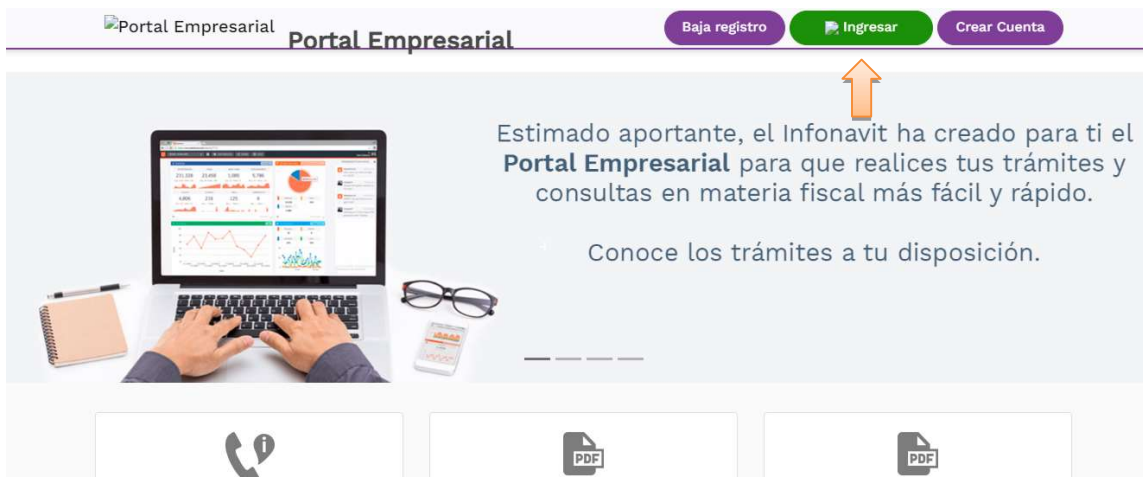 Portal Empresarial
Portal Empresarial
Baja registro
Ingresar
Crear Cuenta
Estimado aportante, el Infonavit ha creado para ti el
Portal Empresarial para que realices tus trámites y
consultas en materia fiscal más fácil y rápido.
Conoce los trámites a tu disposición.
i
PDF
PDF